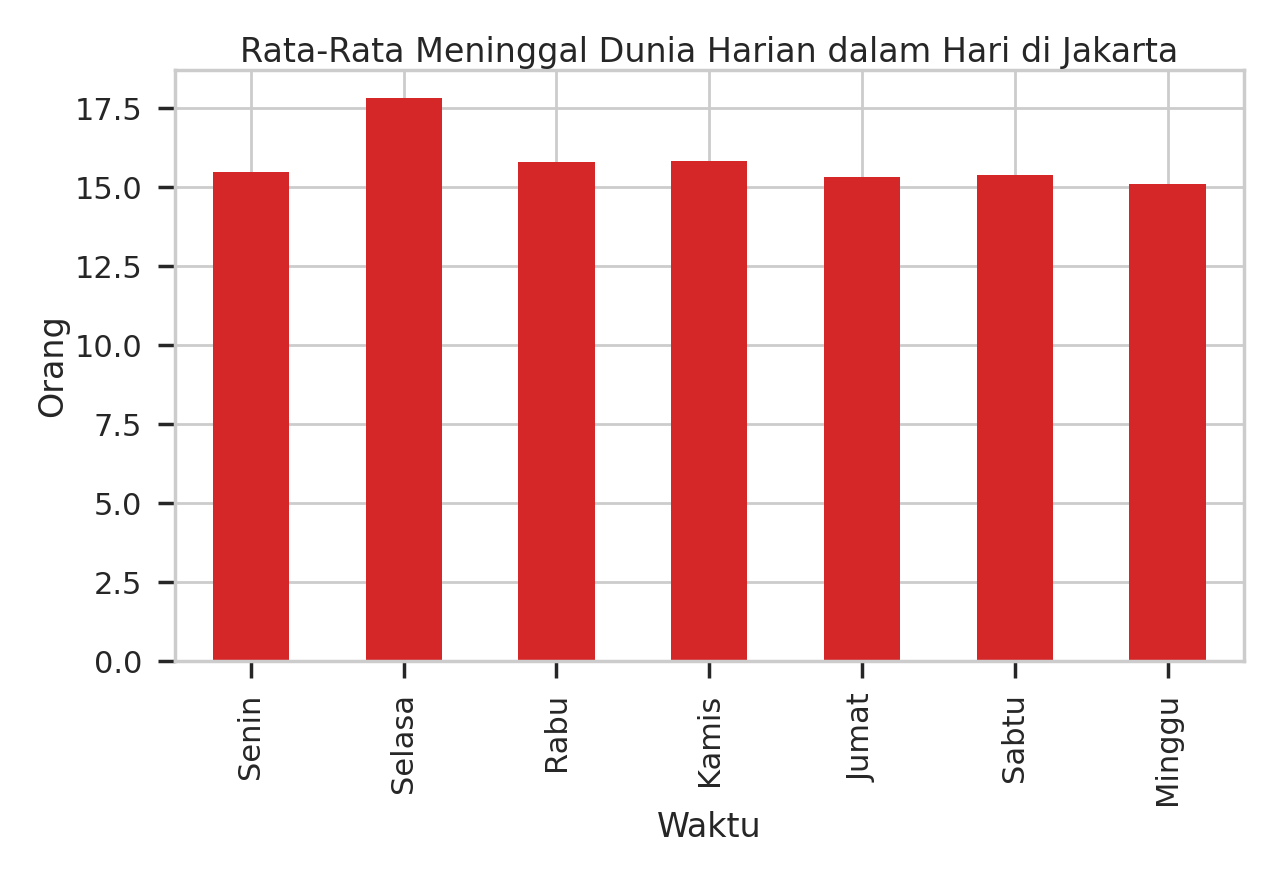 Rata-Rata Meninggal Dunia Harian dalam Hari di Jakarta
17.5
15.0
12.5
10.0
7.5
5.0
2.5
0.0
Orang
Senin
Selasa
Rabu
Kamis
Jumat
Sabtu
Minggu
Waktu